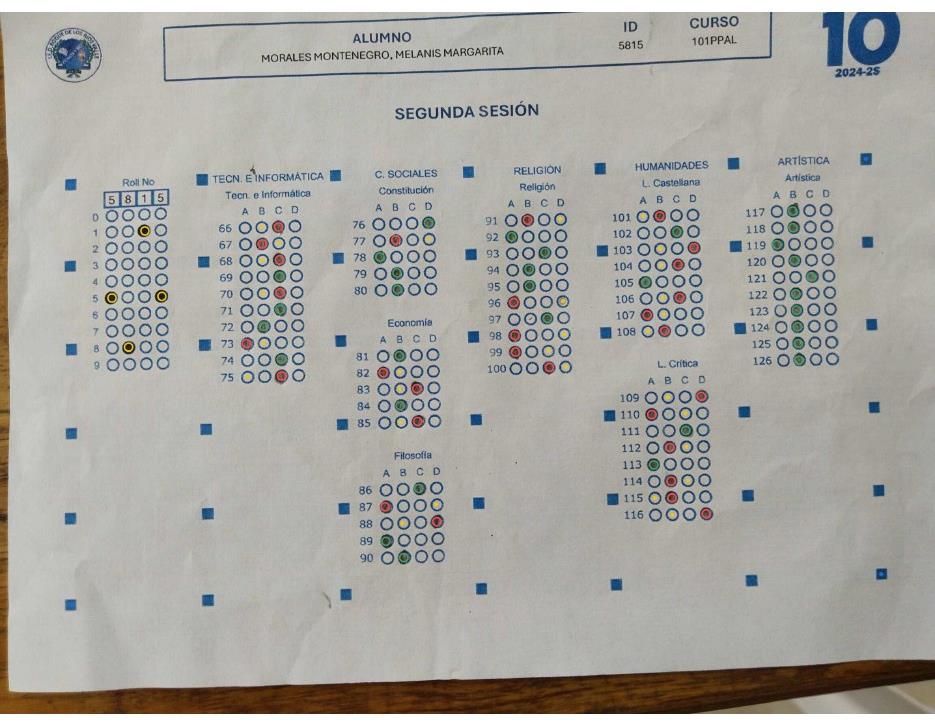 ALUMNO
MORALES MONTENEGRO, MELANIS MARGARITA
ID
5815
CURSO
101PPAL
10
2024-25
SEGUNDA SESIÓN
Roll No
5 8 1 5
0
1
2
3
4
5
6
7
8
9
TECN. E INFORMÁTICA
Tecn. e Informática
A B C D
66
67
68
69
70
71
72
73
74
75
C. SOCIALES
Constitución
A B C D
76
77
78
79
80
Economía
A B C D
81
82
83
84
85
Filosofía
A B C D
86
87
88
89
90
RELIGIÓN
Religión
A B C D
91
92
93
94
95
96
97
98
99
100
HUMANIDADES
L. Castellana
A B C D
101
102
103
104
105
106
107
108
L. Crítica
A B C D
109
110
111
112
113
114
115
116
ARTÍSTICA
Artística
A B C D
117
118
119
120
121
122
123
124
125
126